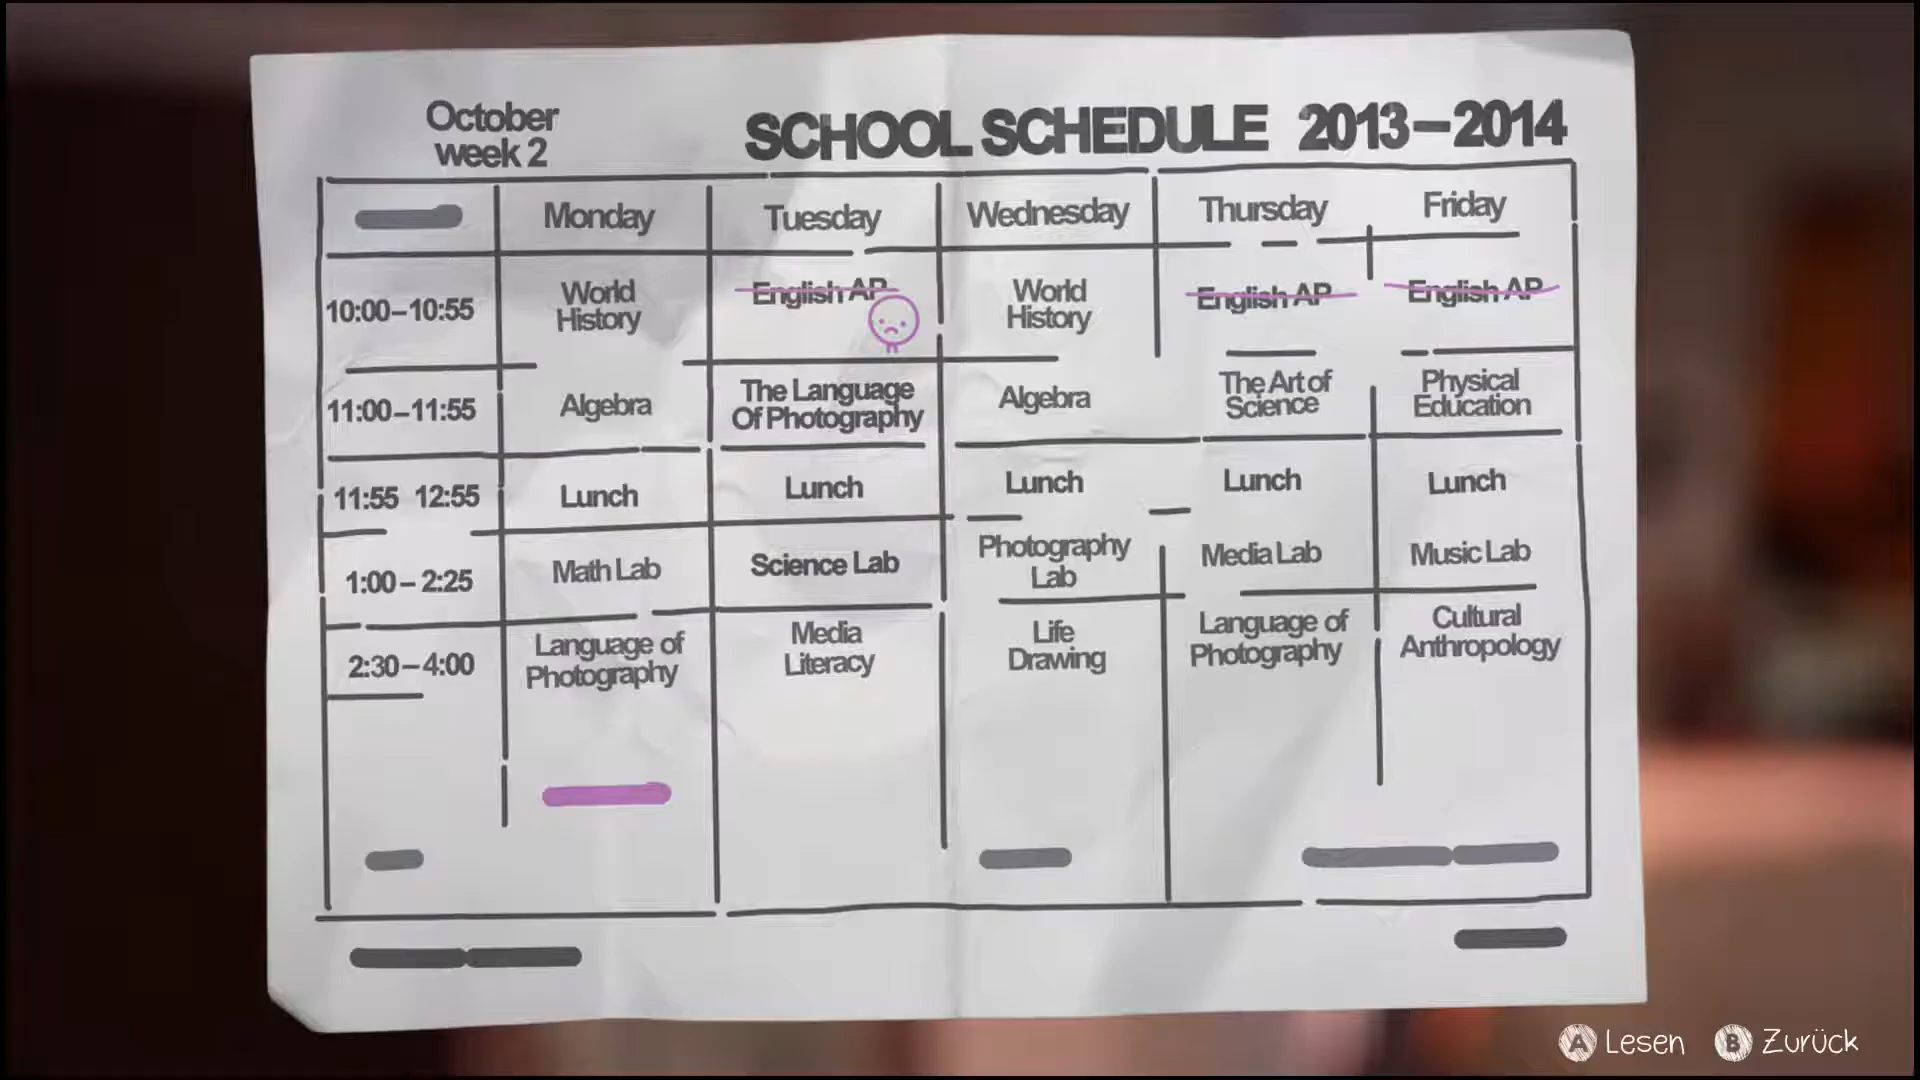 October
week 2
SCHOOL SCHEDULE 2013-2014
Monday Tuesday Wednesday Thursday Friday
10:00-10:55 World History English AP World History English AP English AP
11:00-11:55 Algebra The Language Of Photography Algebra The Art of Science Physical Education
11:55 12:55 Lunch Lunch Lunch Lunch Lunch
1:00-2:25 Math Lab Science Lab Photography Lab Media Lab Music Lab
2:30-4:00 Language of Photography Media Literacy Life Drawing Language of Photography Cultural Anthropology
A Lesen B Zurück